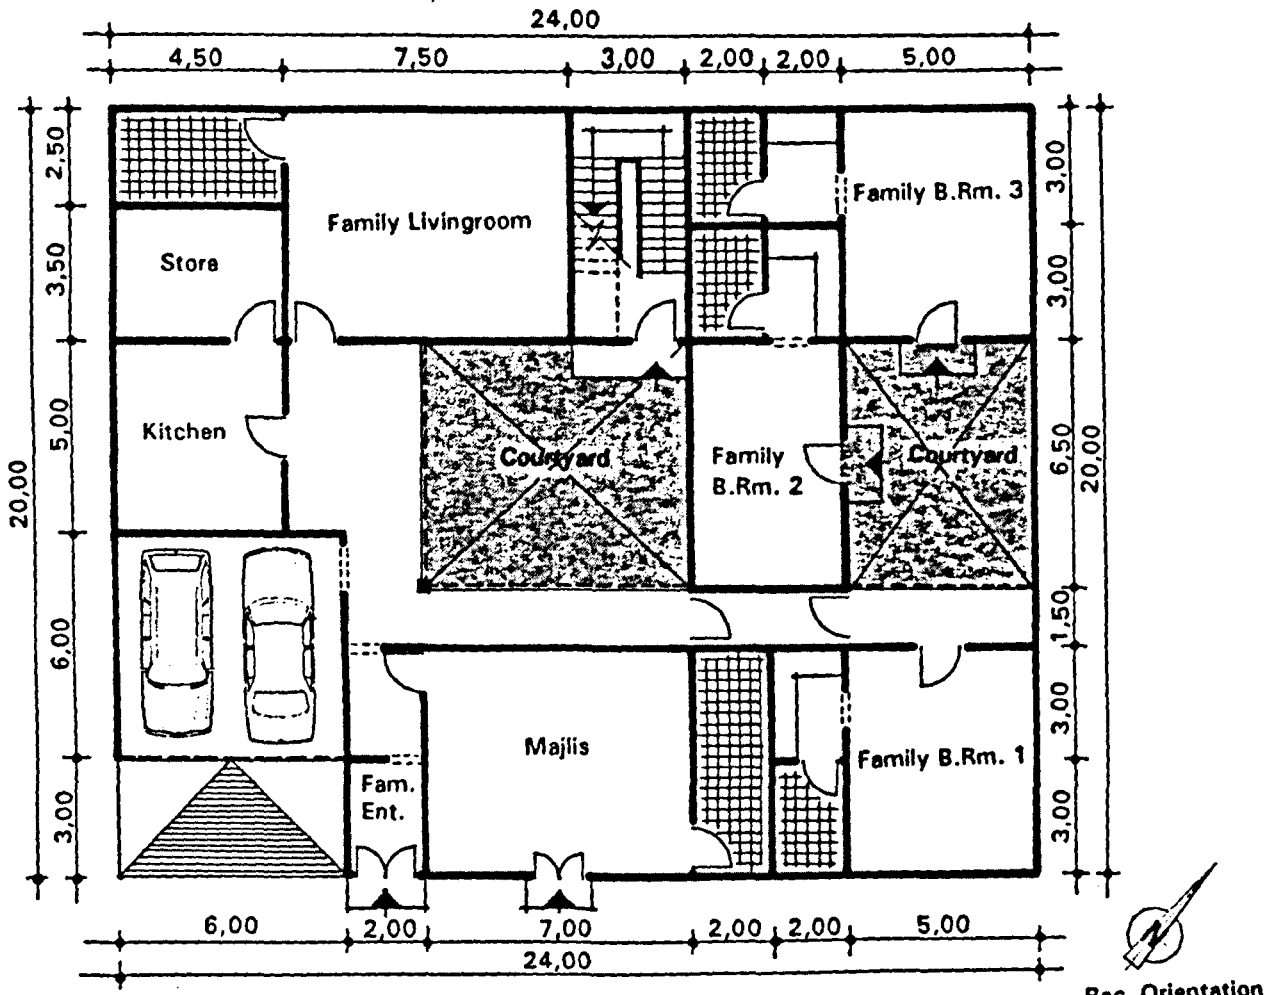 24,00
4,50 7,50 3,00 2,00 2,00 5,00
2,50
3,00
Family Livingroom
Family B.Rm. 3
Store
3,50
3,00
Kitchen
5,00
Courtyard
Family
B.Rm. 2
Courtyard
6,50
20,00
20,00
1,50
6,00
3,00
Majlis
Family B.Rm. 1
Fam.
Ent.
3,00
3,00
6,00 2,00 7,00 2,00 2,00 5,00
24,00
N
Rec. Orientation